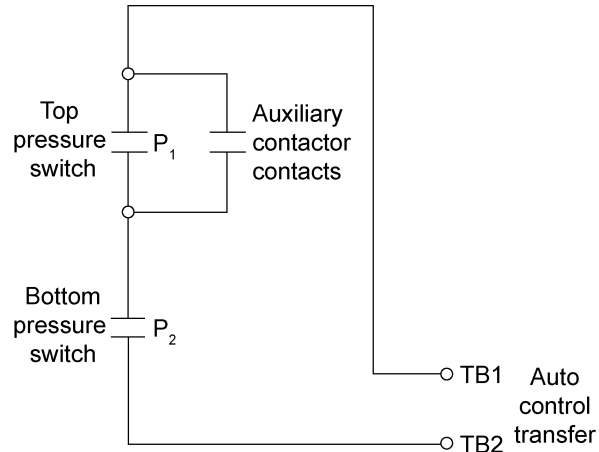 Top
pressure
switch
P1
Auxiliary
contactor
contacts
Bottom
pressure
switch
P2
TB1
TB2
Auto
control
transfer